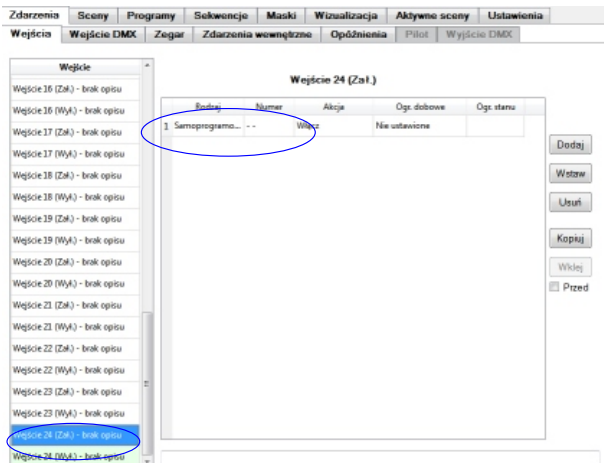 Zdarzenia Sceny Programy Sekwencje Maski Wizualizacja Aktywne sceny Ustawienia
Wejścia Wejście DMX Zegar Zdarzenia wewnętrzne Opóźnienia Pilot Wyjście DMX
Wejście
Wejście 16 (Zał.) - brak opisu
Wejście 16 (Wył.) - brak opisu
Wejście 17 (Zał.) - brak opisu
Wejście 17 (Wył.) - brak opisu
Wejście 18 (Zał.) - brak opisu
Wejście 18 (Wył.) - brak opisu
Wejście 19 (Zał.) - brak opisu
Wejście 19 (Wył.) - brak opisu
Wejście 20 (Zał.) - brak opisu
Wejście 20 (Wył.) - brak opisu
Wejście 21 (Zał.) - brak opisu
Wejście 21 (Wył.) - brak opisu
Wejście 22 (Zał.) - brak opisu
Wejście 22 (Wył.) - brak opisu
Wejście 23 (Zał.) - brak opisu
Wejście 23 (Wył.) - brak opisu
Wejście 24 (Zał.) - brak opisu
Wejście 24 (Wył.) - brak opisu
Wejście 24 (Zał.)
Rodzaj Numer Akcja Ogr. dobowe Ogr. stanu
1 Samoprogramo... - - Włącz Nie ustawione
Dodaj
Wstaw
Usuń
Kopiuj
Wklej
Przed